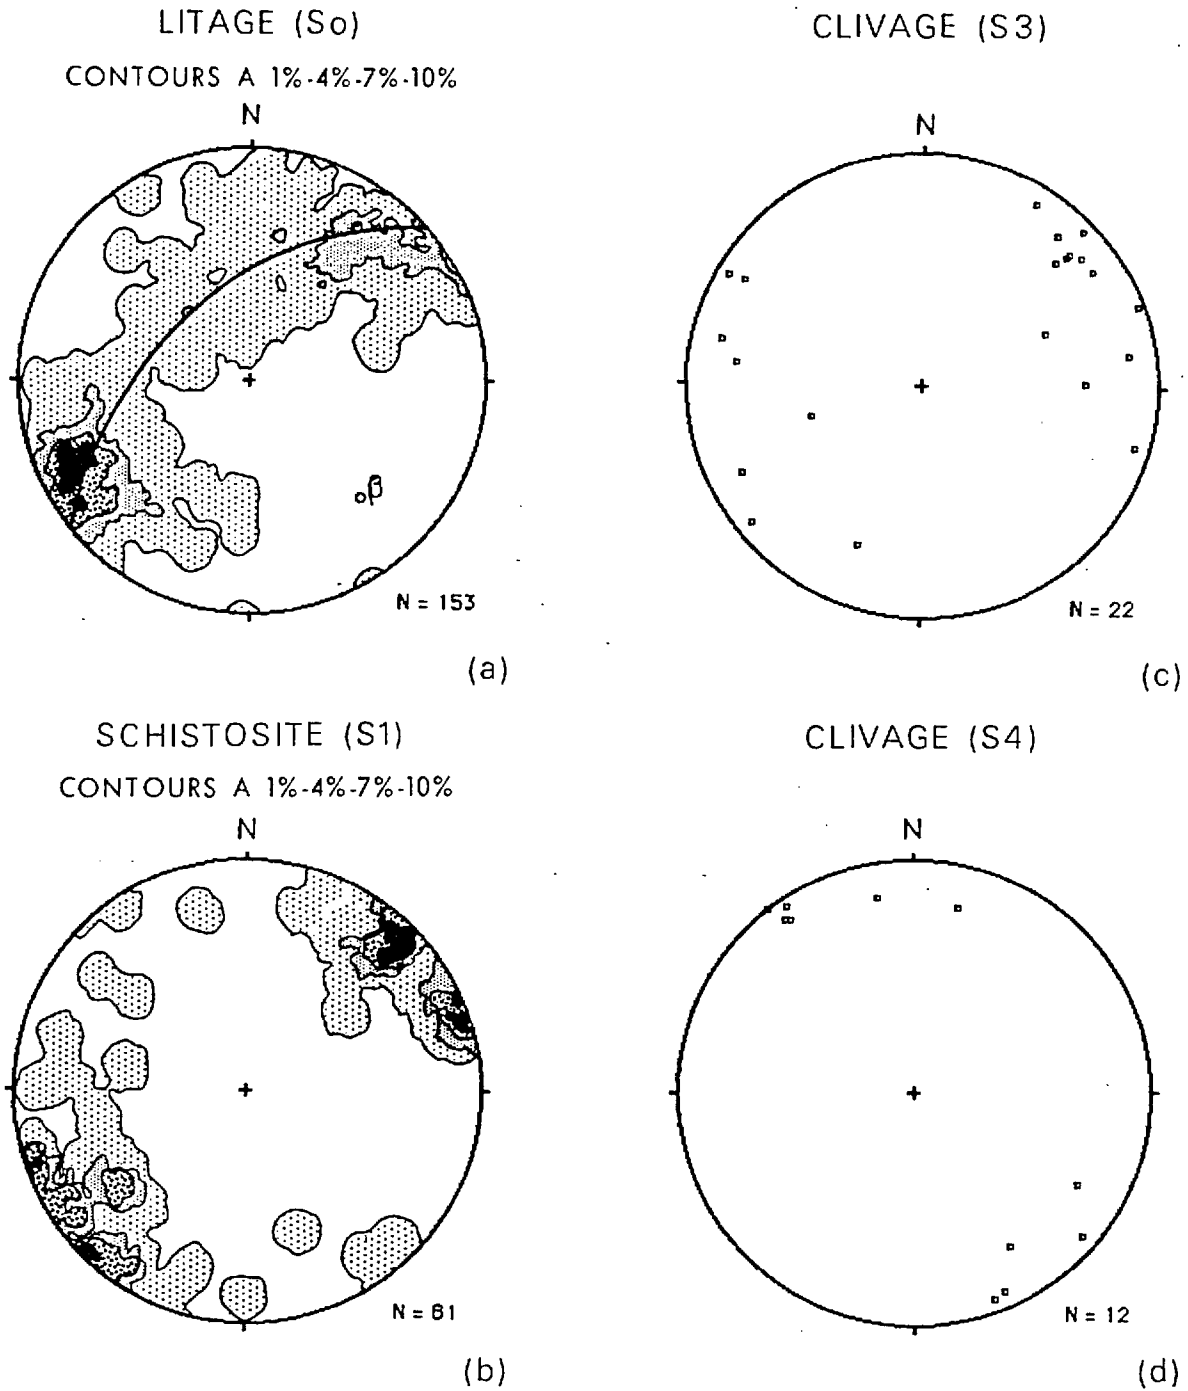 LITAGE (So)
CONTOURS A 1%-4%-7%-10%
N
β
N = 153
(a)
CLIVAGE (S3)
N
N = 22
(c)
SCHISTOSITE (S1)
CONTOURS A 1%-4%-7%-10%
N
N = 61
(b)
CLIVAGE (S4)
N
N = 12
(d)